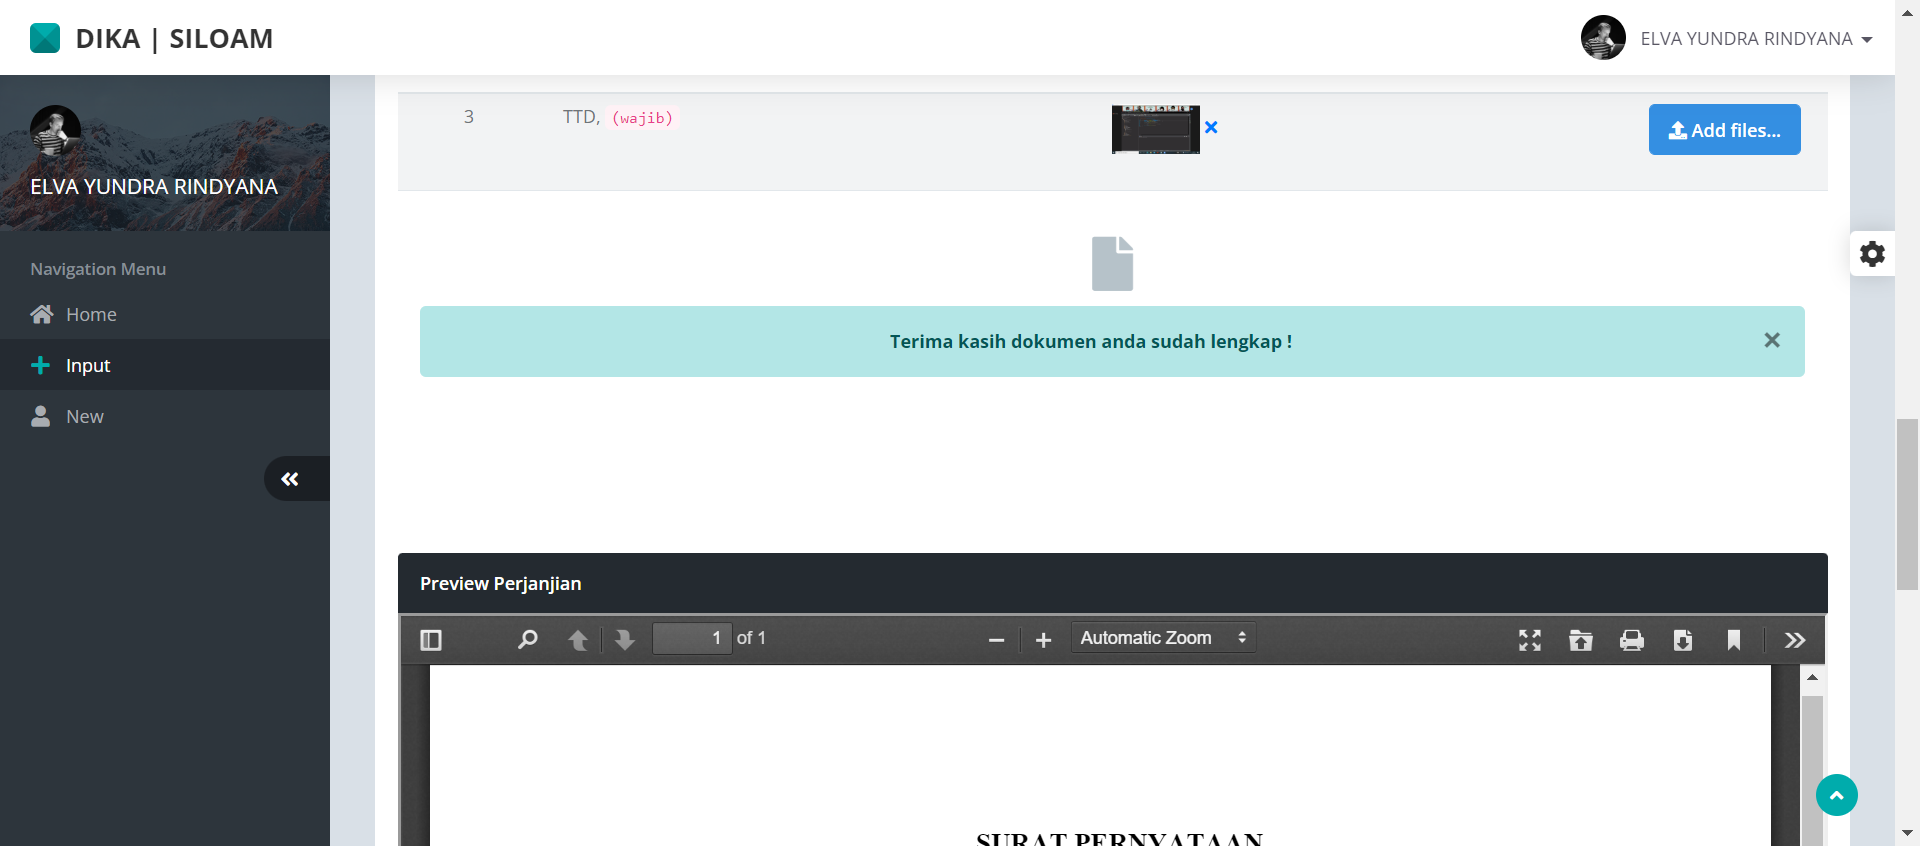 DIKA | SILOAM
ELVA YUNDRA RINDYANA
ELVA YUNDRA RINDYANA
Navigation Menu
Home
Input
New
3 TTD, (wajib) Add files...
Terima kasih dokumen anda sudah lengkap !
Preview Perjanjian
1 of 1 Automatic Zoom
SURAT PERNYATAAN